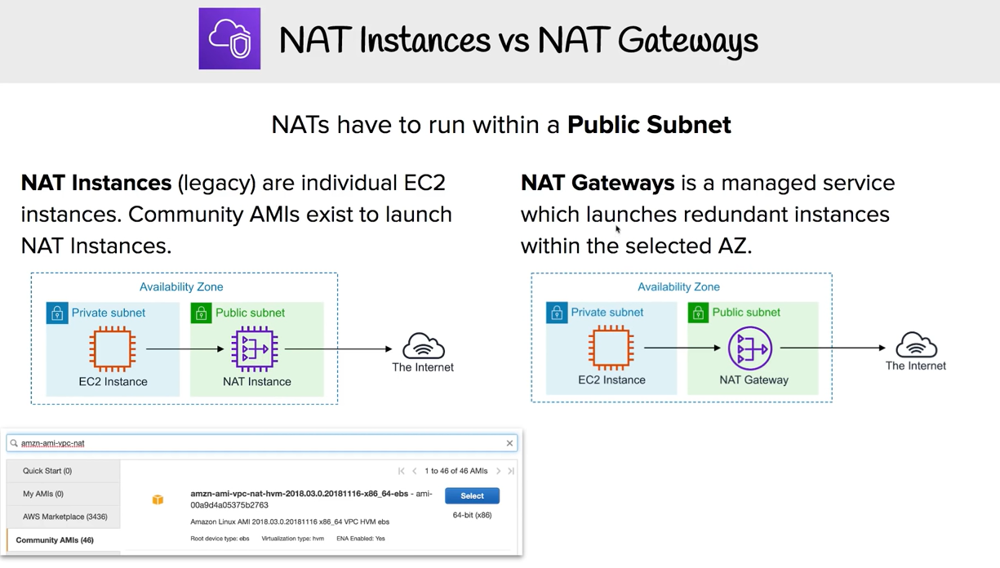 NAT Instances vs NAT Gateways
NATs have to run within a Public Subnet
NAT Instances (legacy) are individual EC2
instances. Community AMIs exist to launch
NAT Instances.
Availability Zone
Private subnet
Public subnet
EC2 Instance
NAT Instance
The Internet
NAT Gateways is a managed service
which launches redundant instances
within the selected AZ.
Availability Zone
Private subnet
Public subnet
EC2 Instance
NAT Gateway
The Internet
amzn-ami-vpc-nat
Quick Start (0)
My AMIs (0)
AWS Marketplace (3436)
Community AMIs (46)
1 to 46 of 46 AMIs
amzn-ami-vpc-nat-hvm-2018.03.0.20181116-x86_64-ebs - ami-
00a9d4a05375b2763
Amazon Linux AMI 2018.03.0.20181116 x86_64 VPC HVM ebs
Root device type: ebs Virtualization type: hvm ENA Enabled: Yes
Select
64-bit (x86)